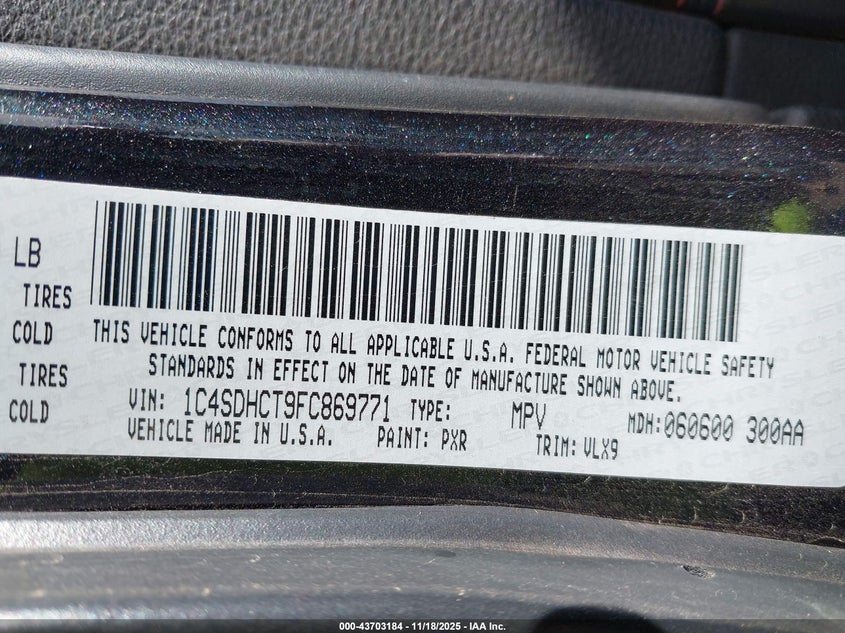 LB
TIRES
COLD
THIS VEHICLE CONFORMS TO ALL APPLICABLE U.S.A. FEDERAL MOTOR VEHICLE SAFETY
TIRES
STANDARDS IN EFFECT ON THE DATE OF MANUFACTURE SHOWN ABOVE.
COLD
VIN: 1C4SDHCT9FC869771 TYPE: MPV MDH:060600 300AA
VEHICLE MADE IN U.S.A. PAINT: PXR TRIM: VLX9
000-43703184 - 11/18/2025 - IAA Inc.